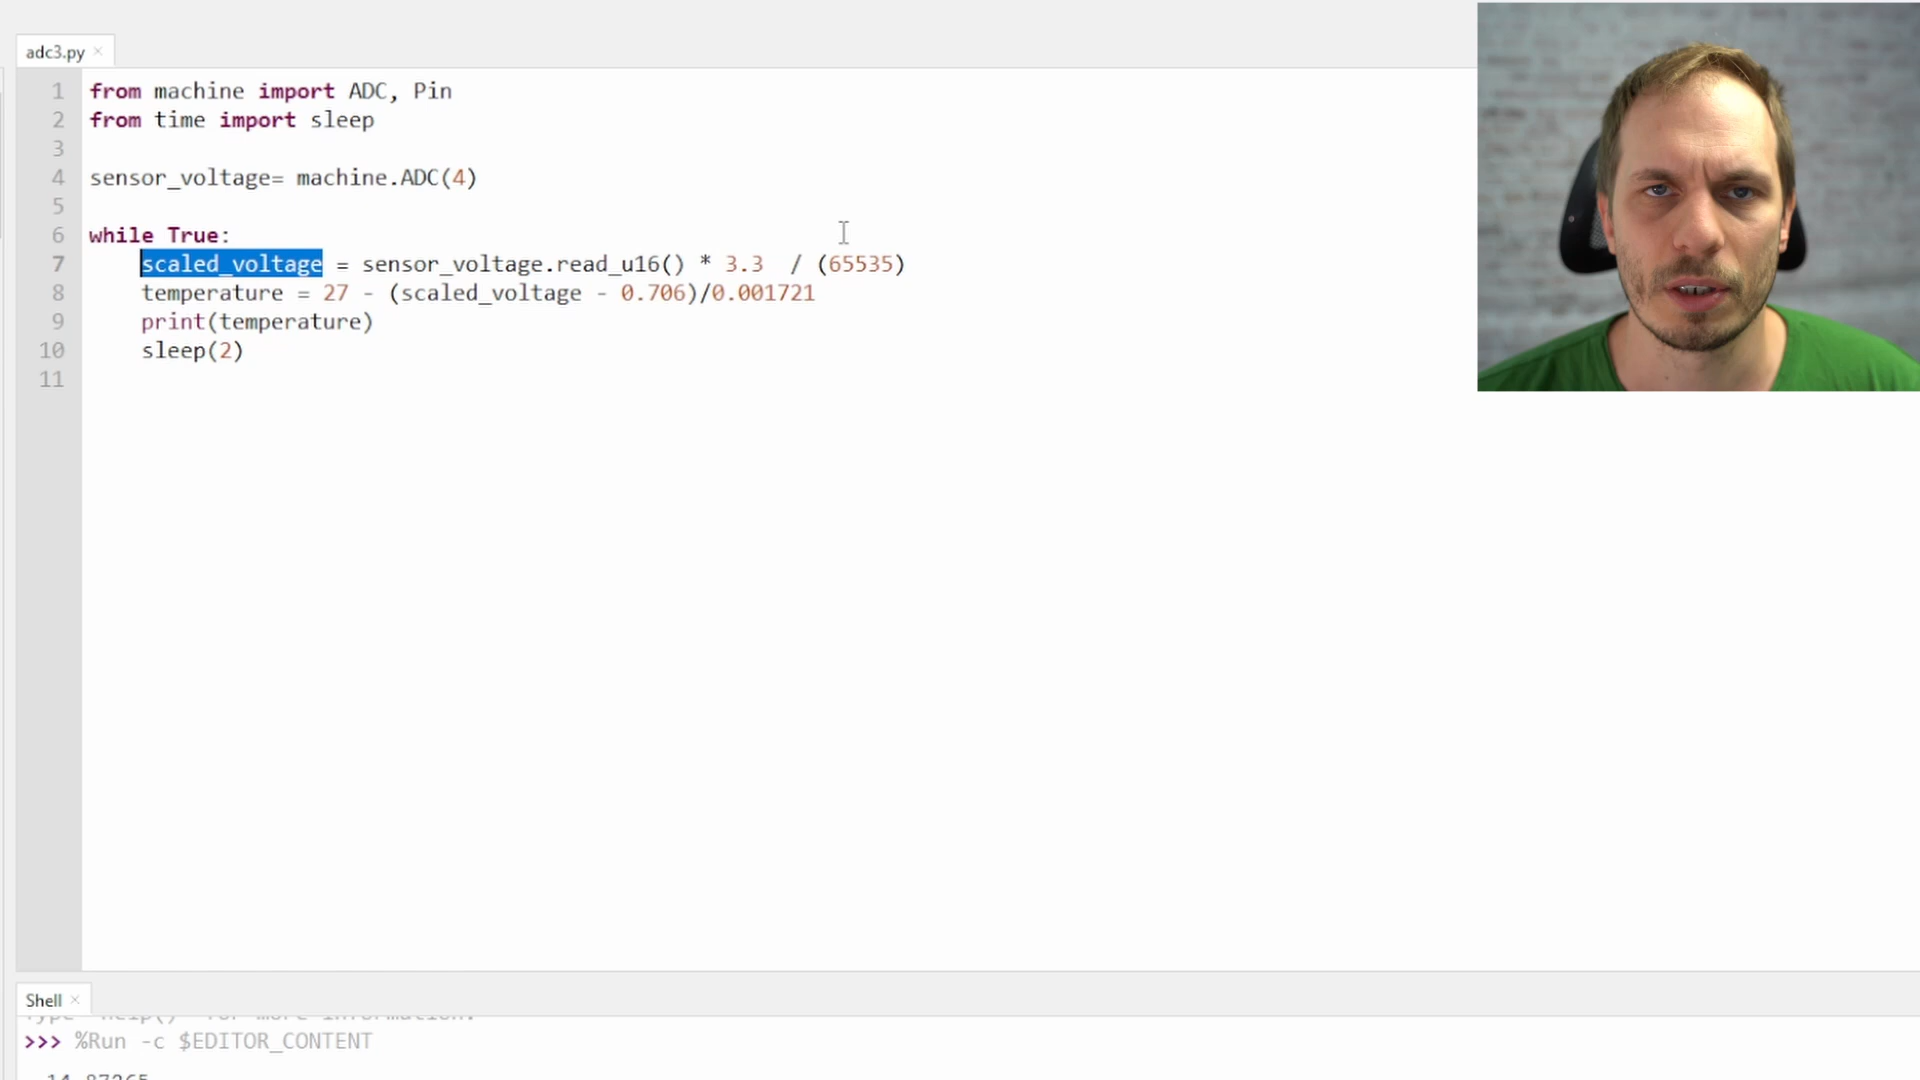 adc3.py ×
1 from machine import ADC, Pin
2 from time import sleep
3
4 sensor_voltage= machine.ADC(4)
5
6 while True:
7     scaled_voltage = sensor_voltage.read_u16() * 3.3  / (65535)
8     temperature = 27 - (scaled_voltage - 0.706)/0.001721
9     print(temperature)
10     sleep(2)
11
Shell ×
>>> %Run -c $EDITOR_CONTENT
14.87265